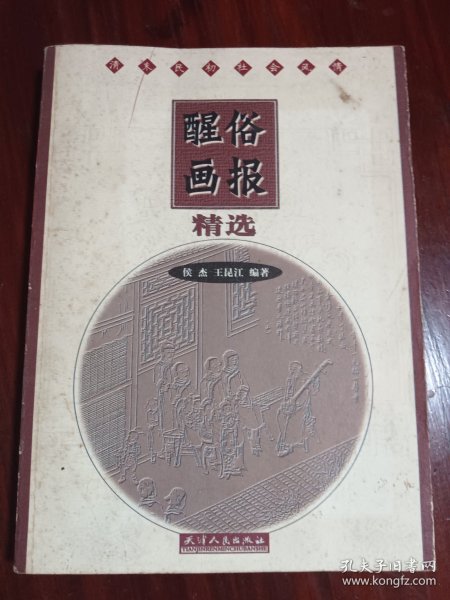 清末民初社会风情
醒俗
画报
精选
侯杰 王昆江 编著
天津人民出版社
TIANJINRENMINCHUBANSHE
孔夫子旧书网
www.kongfz.com